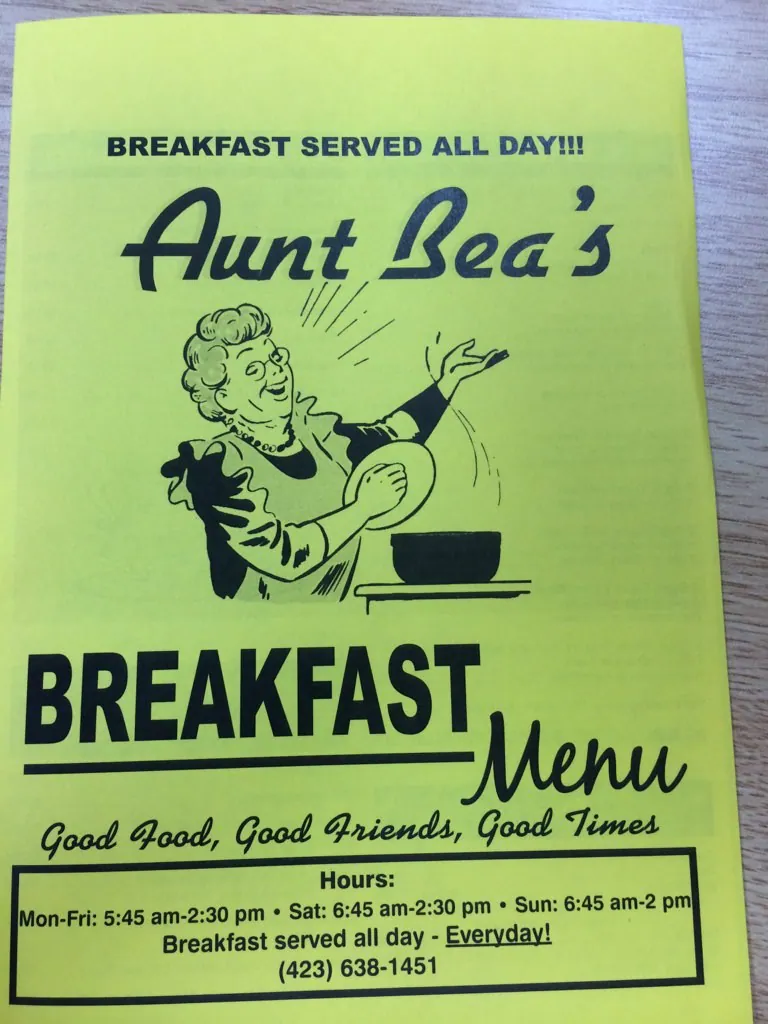 BREAKFAST SERVED ALL DAY!!!
Aunt Bea's
BREAKFAST
Menu
Good Food, Good Friends, Good Times
Hours:
Mon-Fri: 5:45 am-2:30 pm • Sat: 6:45 am-2:30 pm • Sun: 6:45 am-2 pm
Breakfast served all day - Everyday!
(423) 638-1451